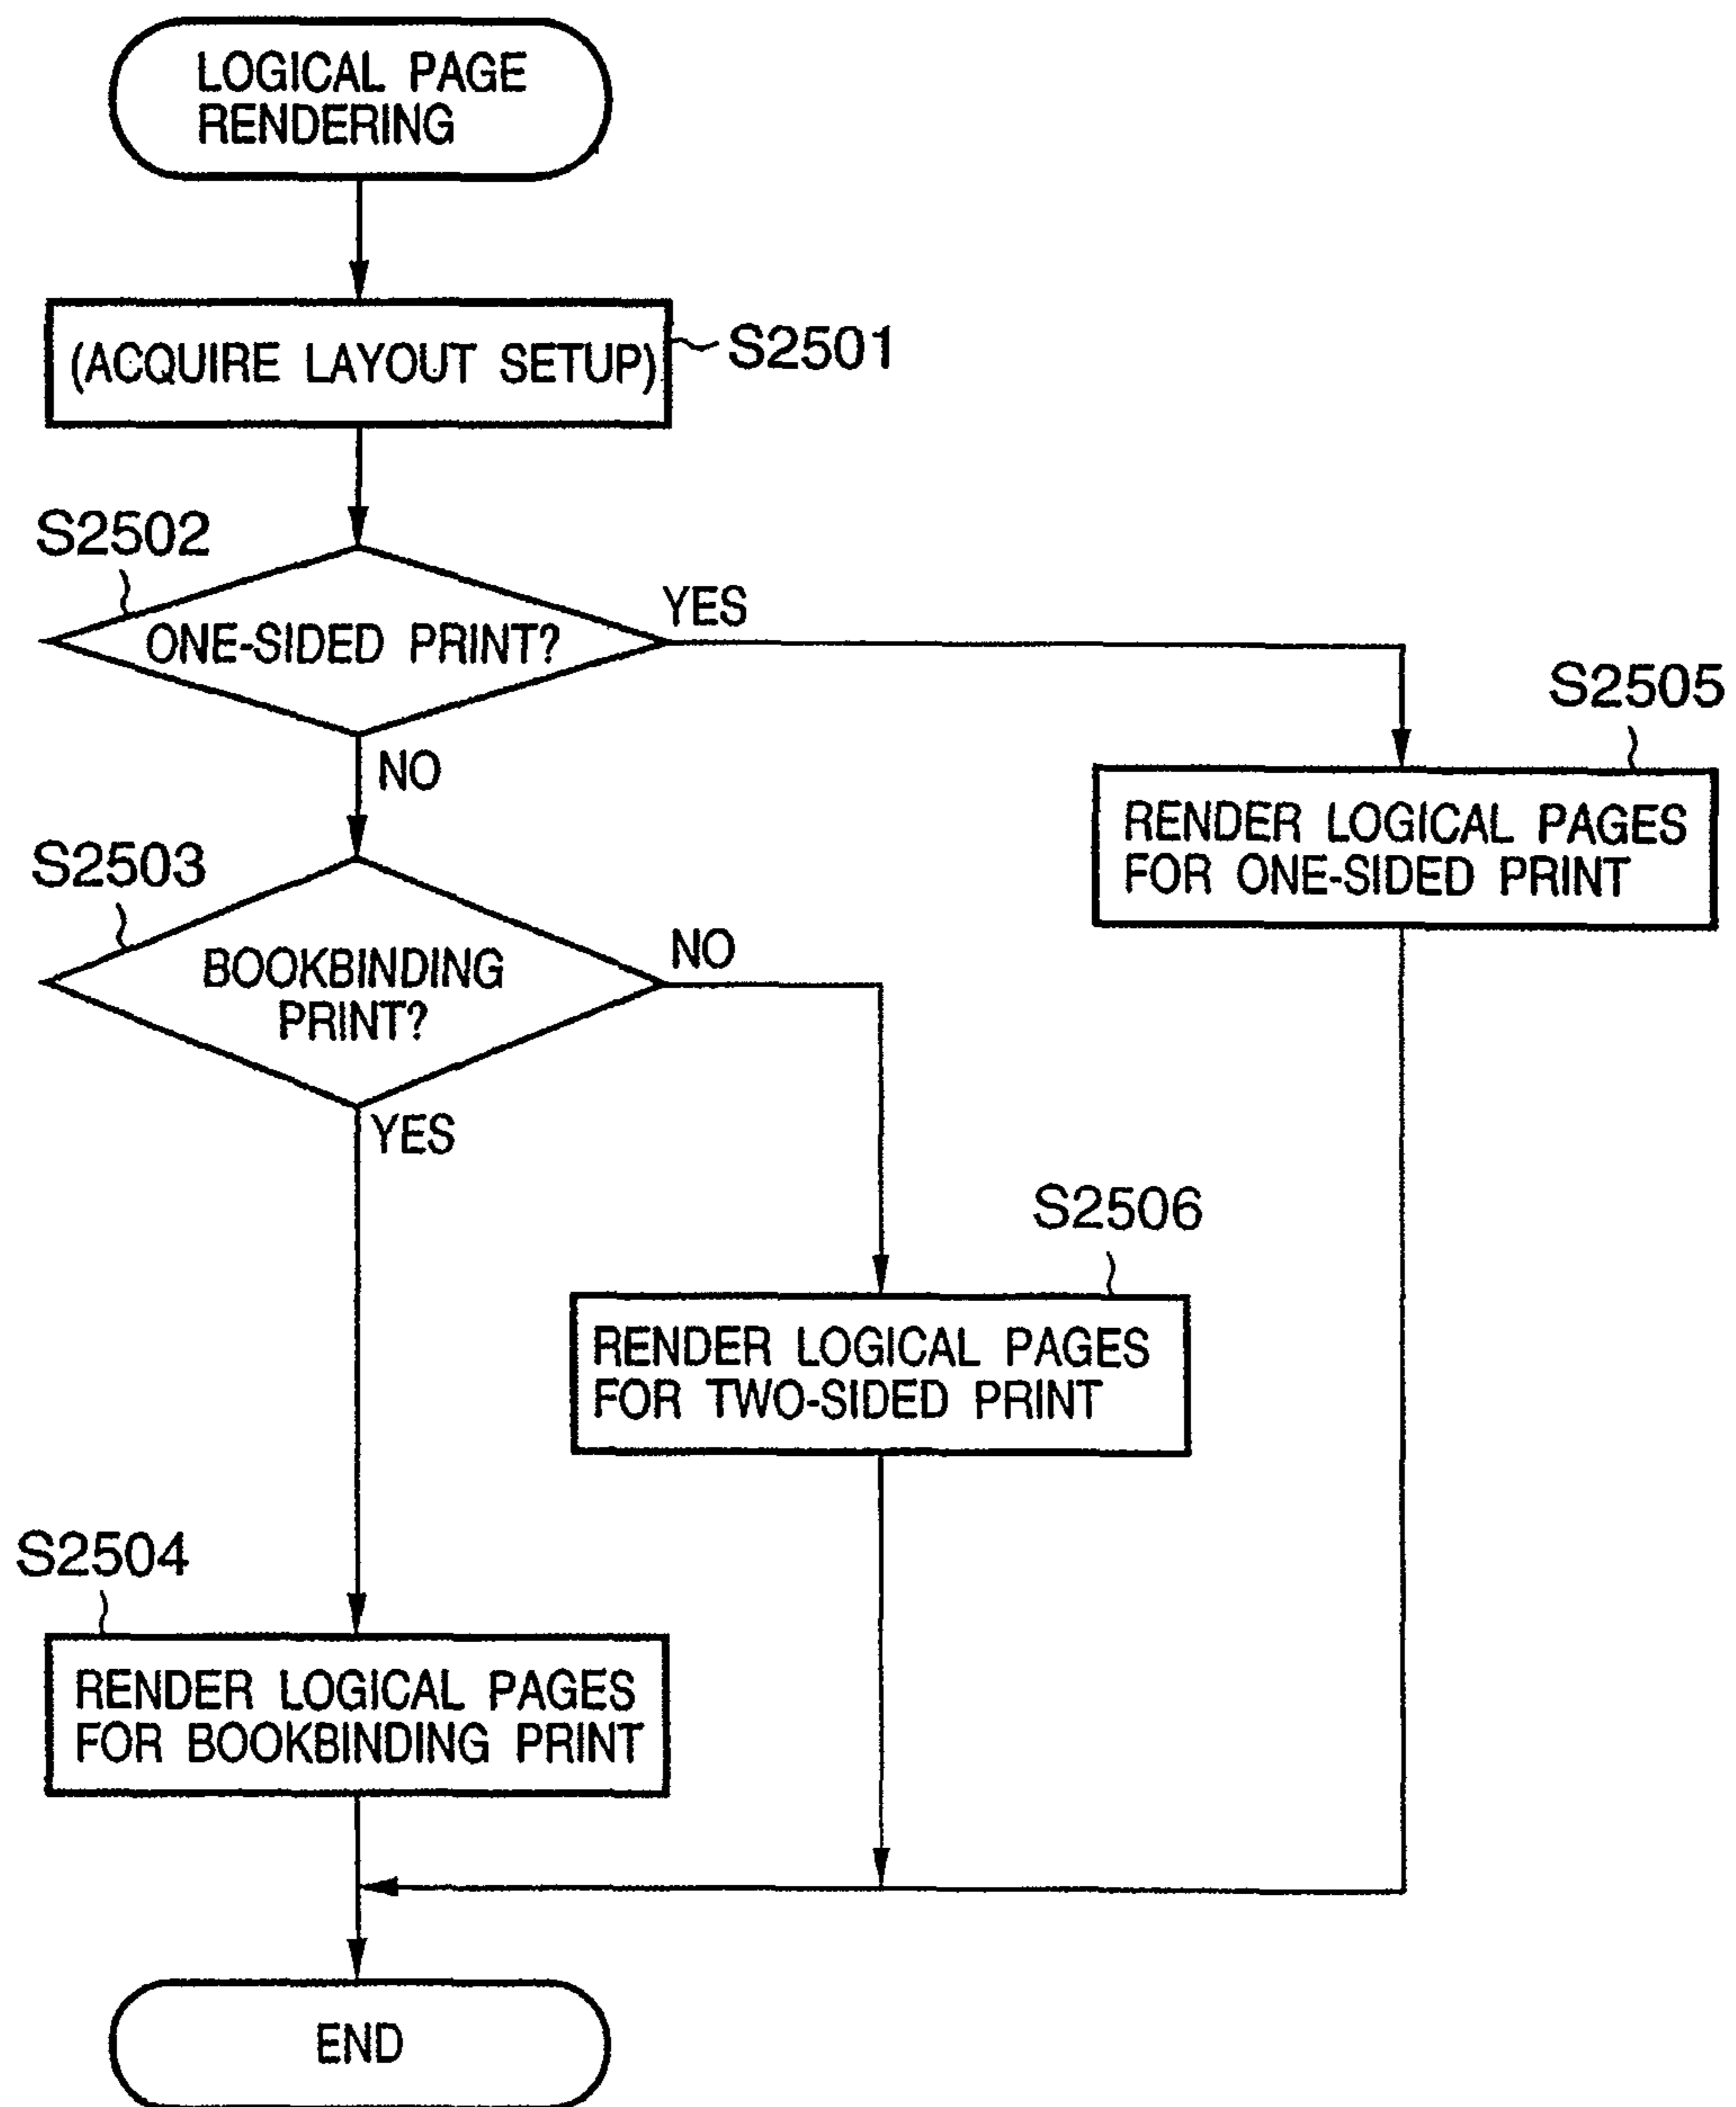 LOGICAL PAGE
RENDERING
(ACQUIRE LAYOUT SETUP)
S2501
S2502
ONE-SIDED PRINT?
YES
NO
S2505
RENDER LOGICAL PAGES
FOR ONE-SIDED PRINT
S2503
BOOKBINDING
PRINT?
NO
YES
S2506
RENDER LOGICAL PAGES
FOR TWO-SIDED PRINT
S2504
RENDER LOGICAL PAGES
FOR BOOKBINDING PRINT
END